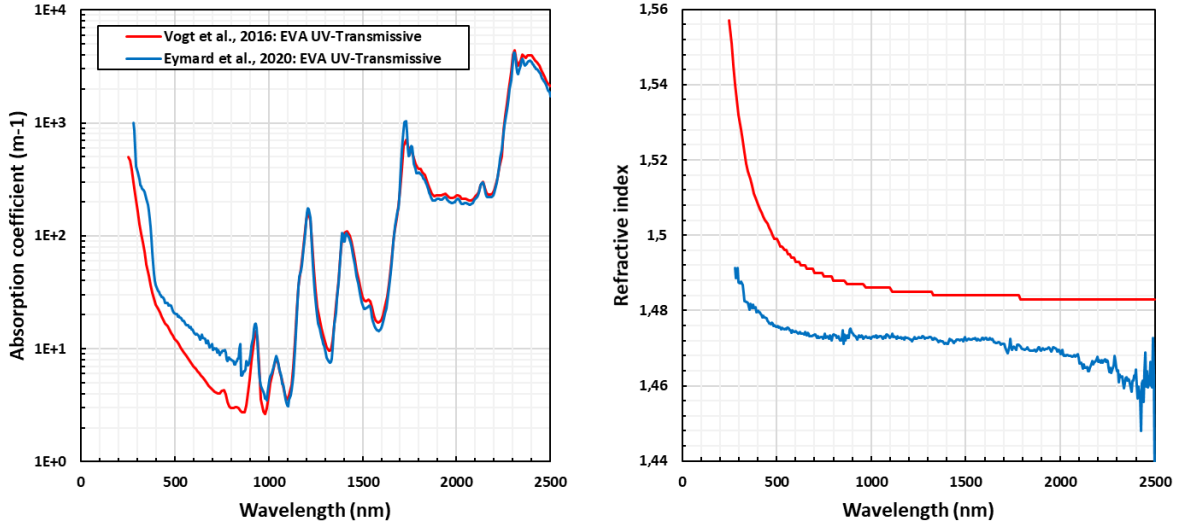 Vogt et al., 2016: EVA UV-Transmissive
Eymard et al., 2020: EVA UV-Transmissive
Absorption coefficient (m-1)
1E+4
1E+3
1E+2
1E+1
1E+0
0 500 1000 1500 2000 2500
Wavelength (nm)
Refractive index
1,56
1,54
1,52
1,5
1,48
1,46
1,44
0 500 1000 1500 2000 2500
Wavelength (nm)